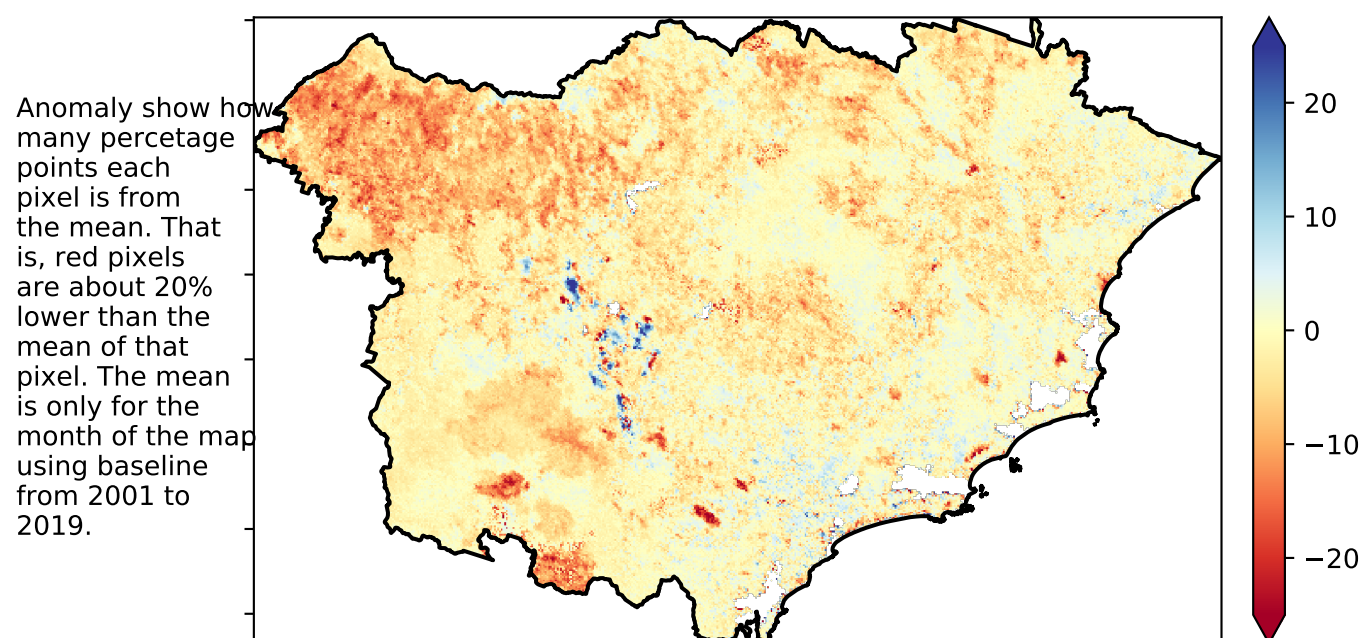 Anomaly show how
many percetage
points each
pixel is from
the mean. That
is, red pixels
are about 20%
lower than the
mean of that
pixel. The mean
is only for the
month of the map
using baseline
from 2001 to
2019.
20
10
0
−10
−20